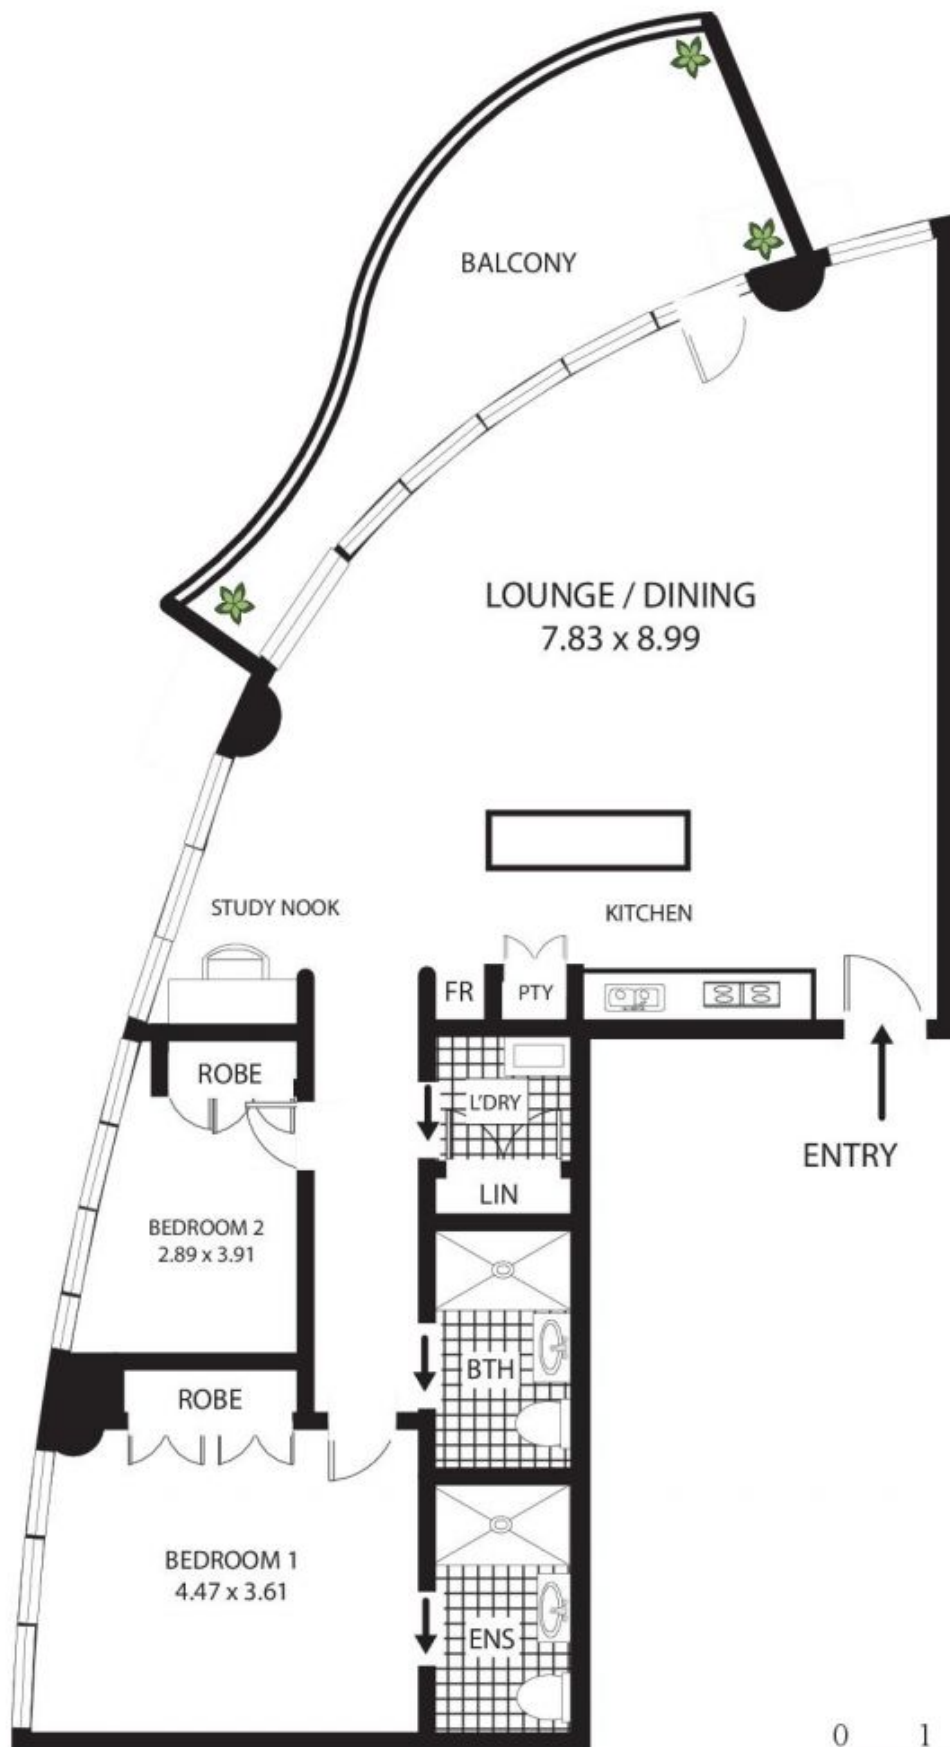 BALCONY
LOUNGE / DINING
7.83 x 8.99
STUDY NOOK
KITCHEN
FR
PTY
ROBE
L'DRY
ENTRY
LIN
BEDROOM 2
2.89 x 3.91
BTH
ROBE
BEDROOM 1
4.47 x 3.61
ENS
0 1